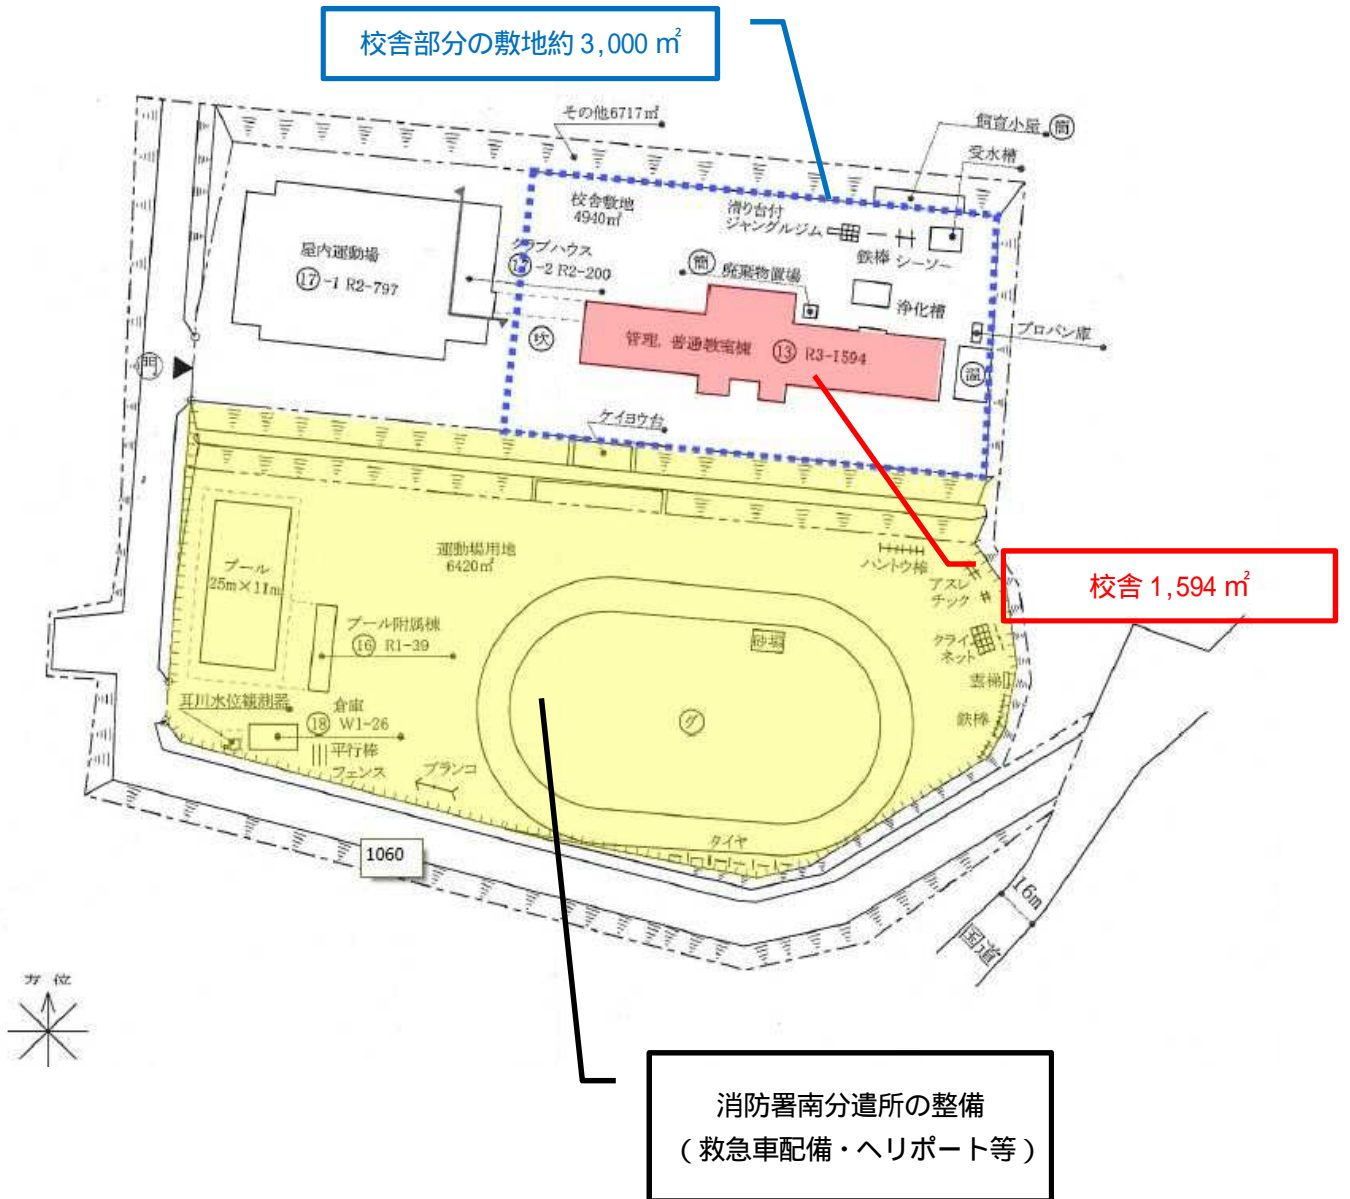 校舎部分の敷地約 3,000 ㎡
その他6717㎡
飼育小屋 簡
受水槽
校舎敷地
4940㎡
滑り台付
ジャングルジム
鉄棒 シーソー
屋内運動場
⑰-1 R2-797
クラブハウス
⑰-2 R2-200
簡 廃棄物置場
浄化槽
プロパン庫
吹
管理, 普通教室棟 ⑬ R3-1594
温
門
ケイヨウ台
運動場用地
6420㎡
ハントウ棒
アスレ
チック
校舎 1,594 ㎡
プール
25m×11m
プール附属棟
⑯ R1-39
砂場
クライム
ネット
雲梯
耳川水位観測器
倉庫
⑱ W1-26
グ
鉄棒
平行棒
フェンス
ブランコ
タイヤ
1060
16m
国道
方位
消防署南分遣所の整備
(救急車配備・ヘリポート等)